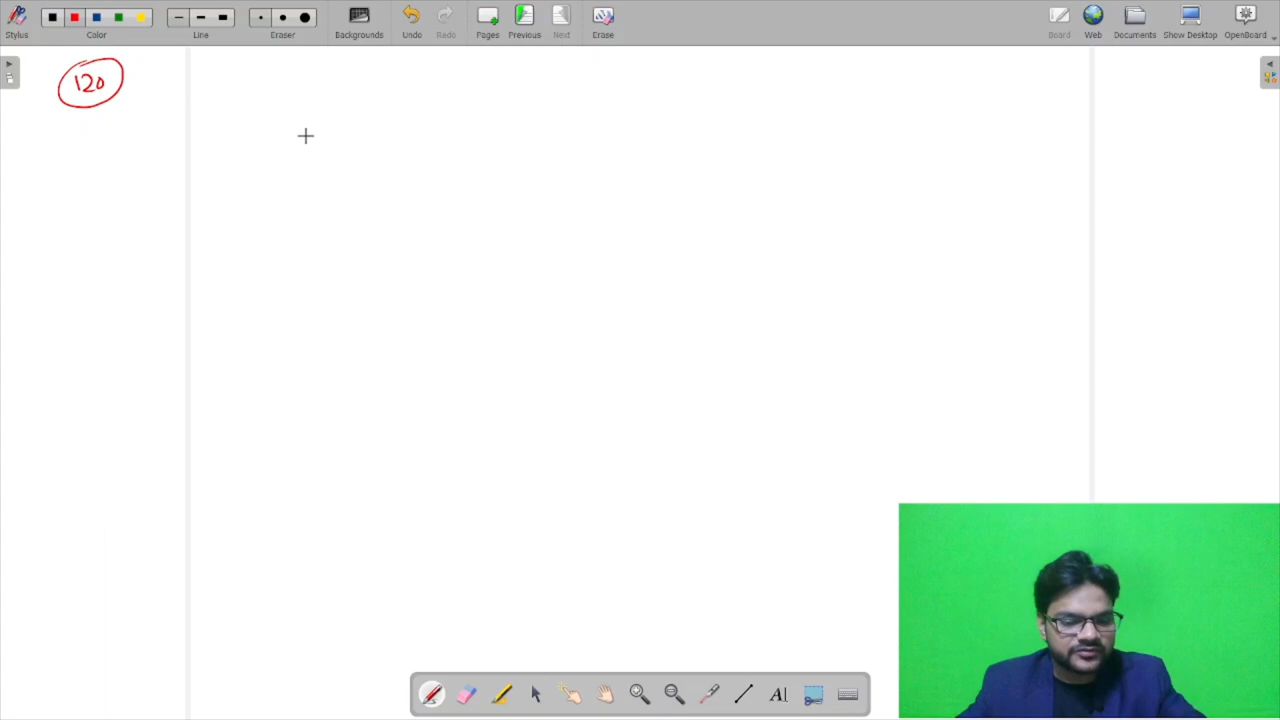 Stylus
Color
Line
Eraser
Backgrounds
Undo
Redo
Pages
Previous
Next
Erase
Board
Web
Documents
Show Desktop
OpenBoard
120
A